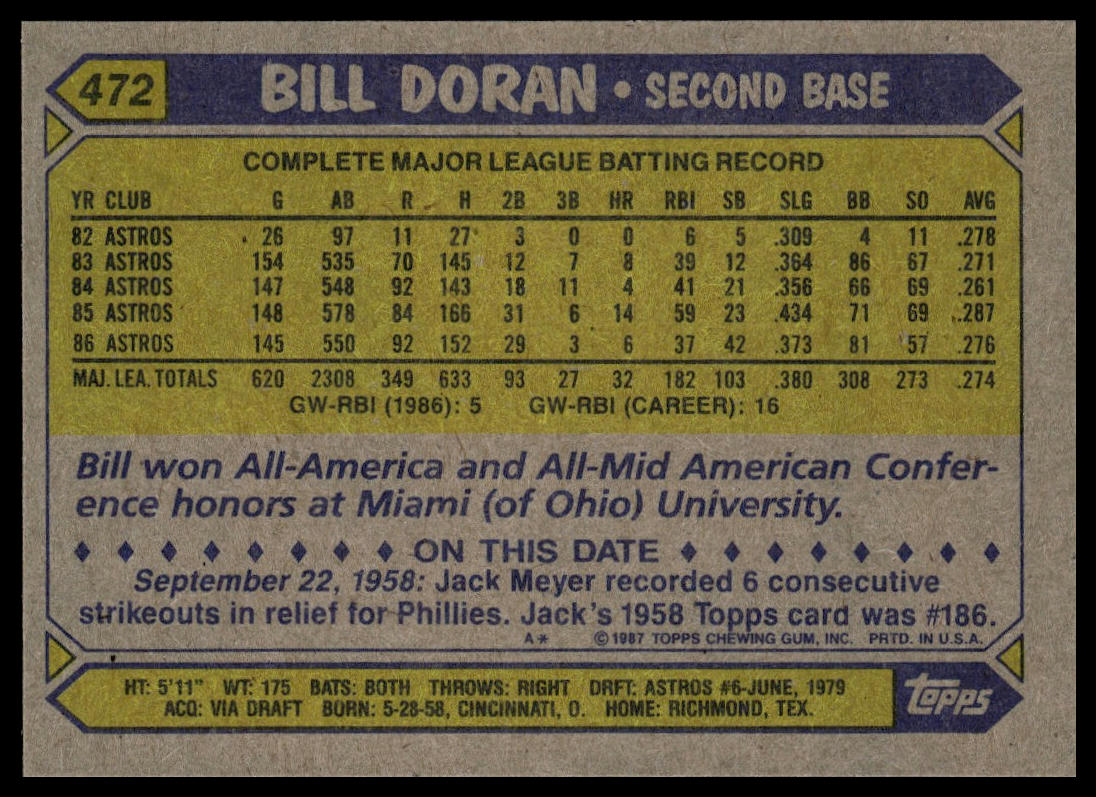 472 BILL DORAN • SECOND BASE
COMPLETE MAJOR LEAGUE BATTING RECORD
YR CLUB G AB R H 2B 3B HR RBI SB SLG BB SO AVG
82 ASTROS 26 97 11 27 3 0 0 6 5 .309 4 11 .278
83 ASTROS 154 535 70 145 12 7 8 39 12 .364 86 67 .271
84 ASTROS 147 548 92 143 18 11 4 41 21 .356 66 69 .261
85 ASTROS 148 578 84 166 31 6 14 59 23 .434 71 69 .287
86 ASTROS 145 550 92 152 29 3 6 37 42 .373 81 57 .276
MAJ. LEA. TOTALS 620 2308 349 633 93 27 32 182 103 .380 308 273 .274
GW-RBI (1986): 5 GW-RBI (CAREER): 16
Bill won All-America and All-Mid American Confer-
ence honors at Miami (of Ohio) University.
♦ ♦ ♦ ♦ ♦ ♦ ♦ ♦ ON THIS DATE ♦ ♦ ♦ ♦ ♦ ♦ ♦ ♦
September 22, 1958: Jack Meyer recorded 6 consecutive
strikeouts in relief for Phillies. Jack's 1958 Topps card was #186.
A* ©1987 TOPPS CHEWING GUM, INC. PRTD. IN U.S.A.
HT: 5'11" WT: 175 BATS: BOTH THROWS: RIGHT DRFT: ASTROS #6-JUNE, 1979
ACQ: VIA DRAFT BORN: 5-28-58, CINCINNATI, O. HOME: RICHMOND, TEX.
topps